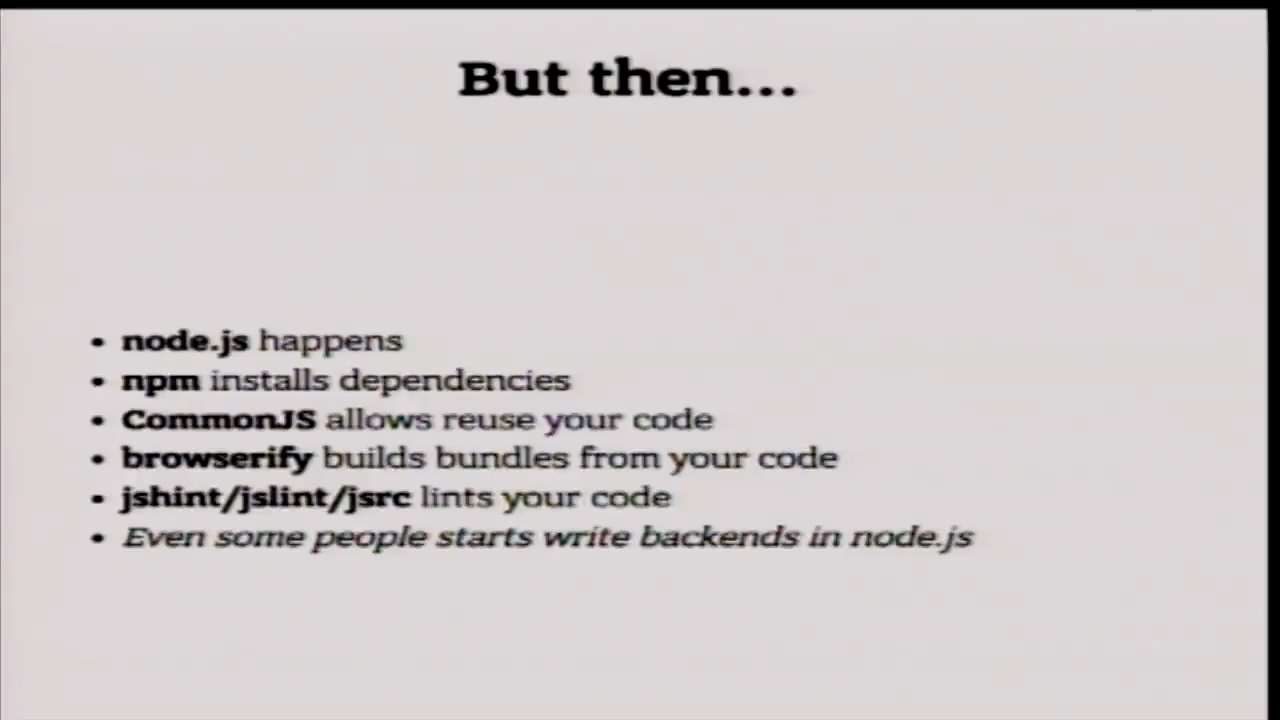 But then...
• node.js happens
• npm installs dependencies
• CommonJS allows reuse your code
• browserify builds bundles from your code
• jshint/jslint/jsrc lints your code
• Even some people starts write backends in node.js